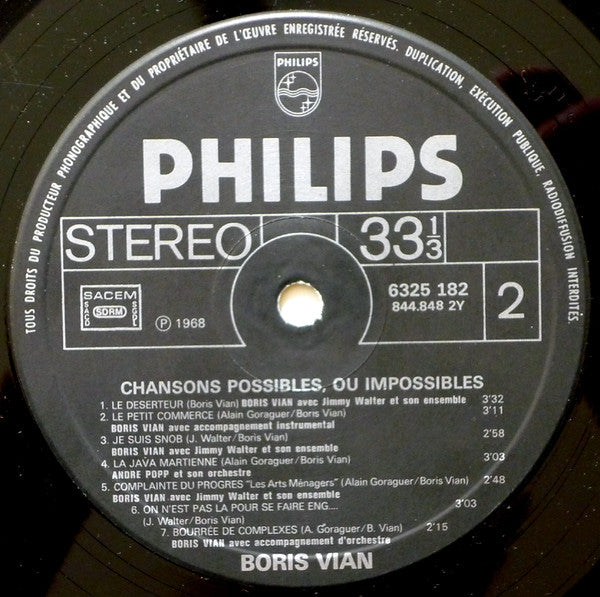 TOUS DROITS DU PRODUCTEUR PHONOGRAPHIQUE ET DU PROPRIÉTAIRE DE L'ŒUVRE ENREGISTRÉE RÉSERVÉS. DUPLICATION, EXÉCUTION PUBLIQUE, RADIODIFFUSION INTERDITES.
PHILIPS
PHILIPS
STEREO 33 1/3
SACEM
SACD SDRM SGDL
℗ 1968
6325 182
844.848 2Y
2
CHANSONS POSSIBLES, OU IMPOSSIBLES
1. LE DESERTEUR (Boris Vian) BORIS VIAN avec Jimmy Walter et son ensemble 3'32
2. LE PETIT COMMERCE (Alain Goraguer/Boris Vian) 3'11
BORIS VIAN avec accompagnement instrumental
3. JE SUIS SNOB (J. Walter/Boris Vian) 2'58
BORIS VIAN avec Jimmy Walter et son ensemble
4. LA JAVA MARTIENNE (Alain Goraguer/Boris Vian) 3'03
ANDRE POPP et son orchestre
5. COMPLAINTE DU PROGRES "Les Arts Ménagers" (Alain Goraguer/Boris Vian) 2'48
BORIS VIAN avec Jimmy Walter et son ensemble
6. ON N'EST PAS LA POUR SE FAIRE ENG.... 3'03
(J. Walter/Boris Vian)
7. BOURRÉE DE COMPLEXES (A. Goraguer/B. Vian) 2'15
BORIS VIAN avec accompagnement d'orchestre
BORIS VIAN